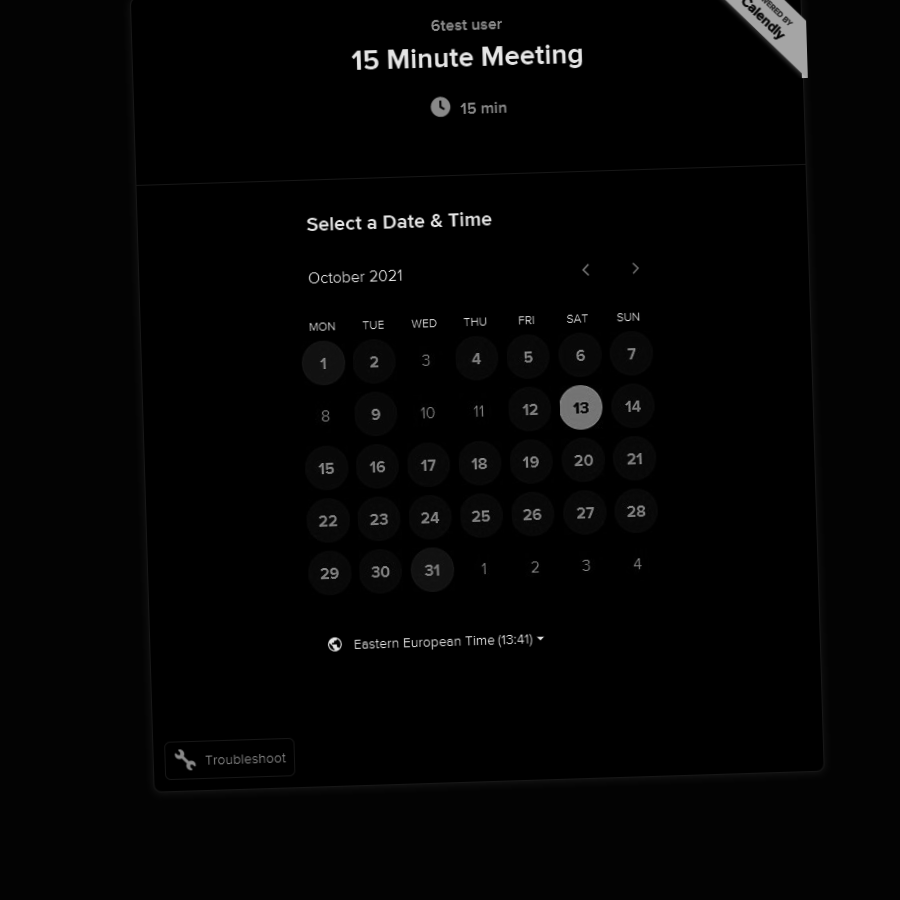 6test user
15 Minute Meeting
15 min
POWERED BY
Calendly
Select a Date & Time
October 2021
MON TUE WED THU FRI SAT SUN
1 2 3 4 5 6 7
8 9 10 11 12 13 14
15 16 17 18 19 20 21
22 23 24 25 26 27 28
29 30 31 1 2 3 4
Eastern European Time (13:41)
Troubleshoot